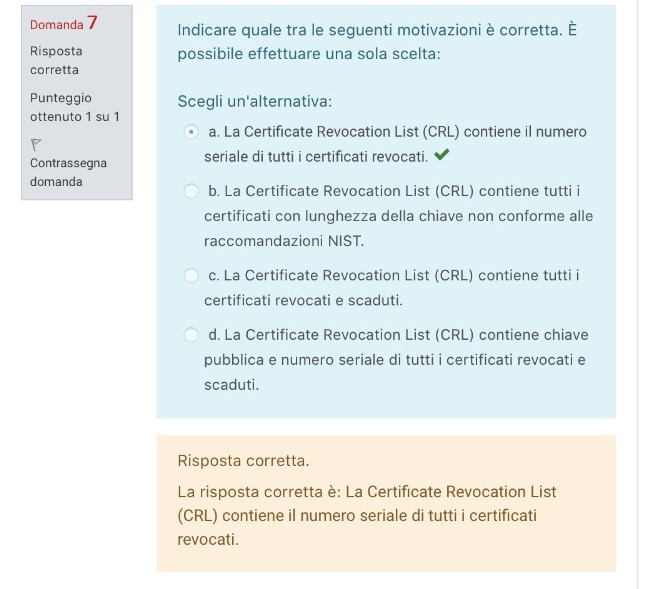 Domanda 7
Risposta
corretta
Punteggio
ottenuto 1 su 1
Contrassegna
domanda
Indicare quale tra le seguenti motivazioni è corretta. È
possibile effettuare una sola scelta:
Scegli un'alternativa:
a. La Certificate Revocation List (CRL) contiene il numero
seriale di tutti i certificati revocati.
b. La Certificate Revocation List (CRL) contiene tutti i
certificati con lunghezza della chiave non conforme alle
raccomandazioni NIST.
c. La Certificate Revocation List (CRL) contiene tutti i
certificati revocati e scaduti.
d. La Certificate Revocation List (CRL) contiene chiave
pubblica e numero seriale di tutti i certificati revocati e
scaduti.
Risposta corretta.
La risposta corretta è: La Certificate Revocation List
(CRL) contiene il numero seriale di tutti i certificati
revocati.